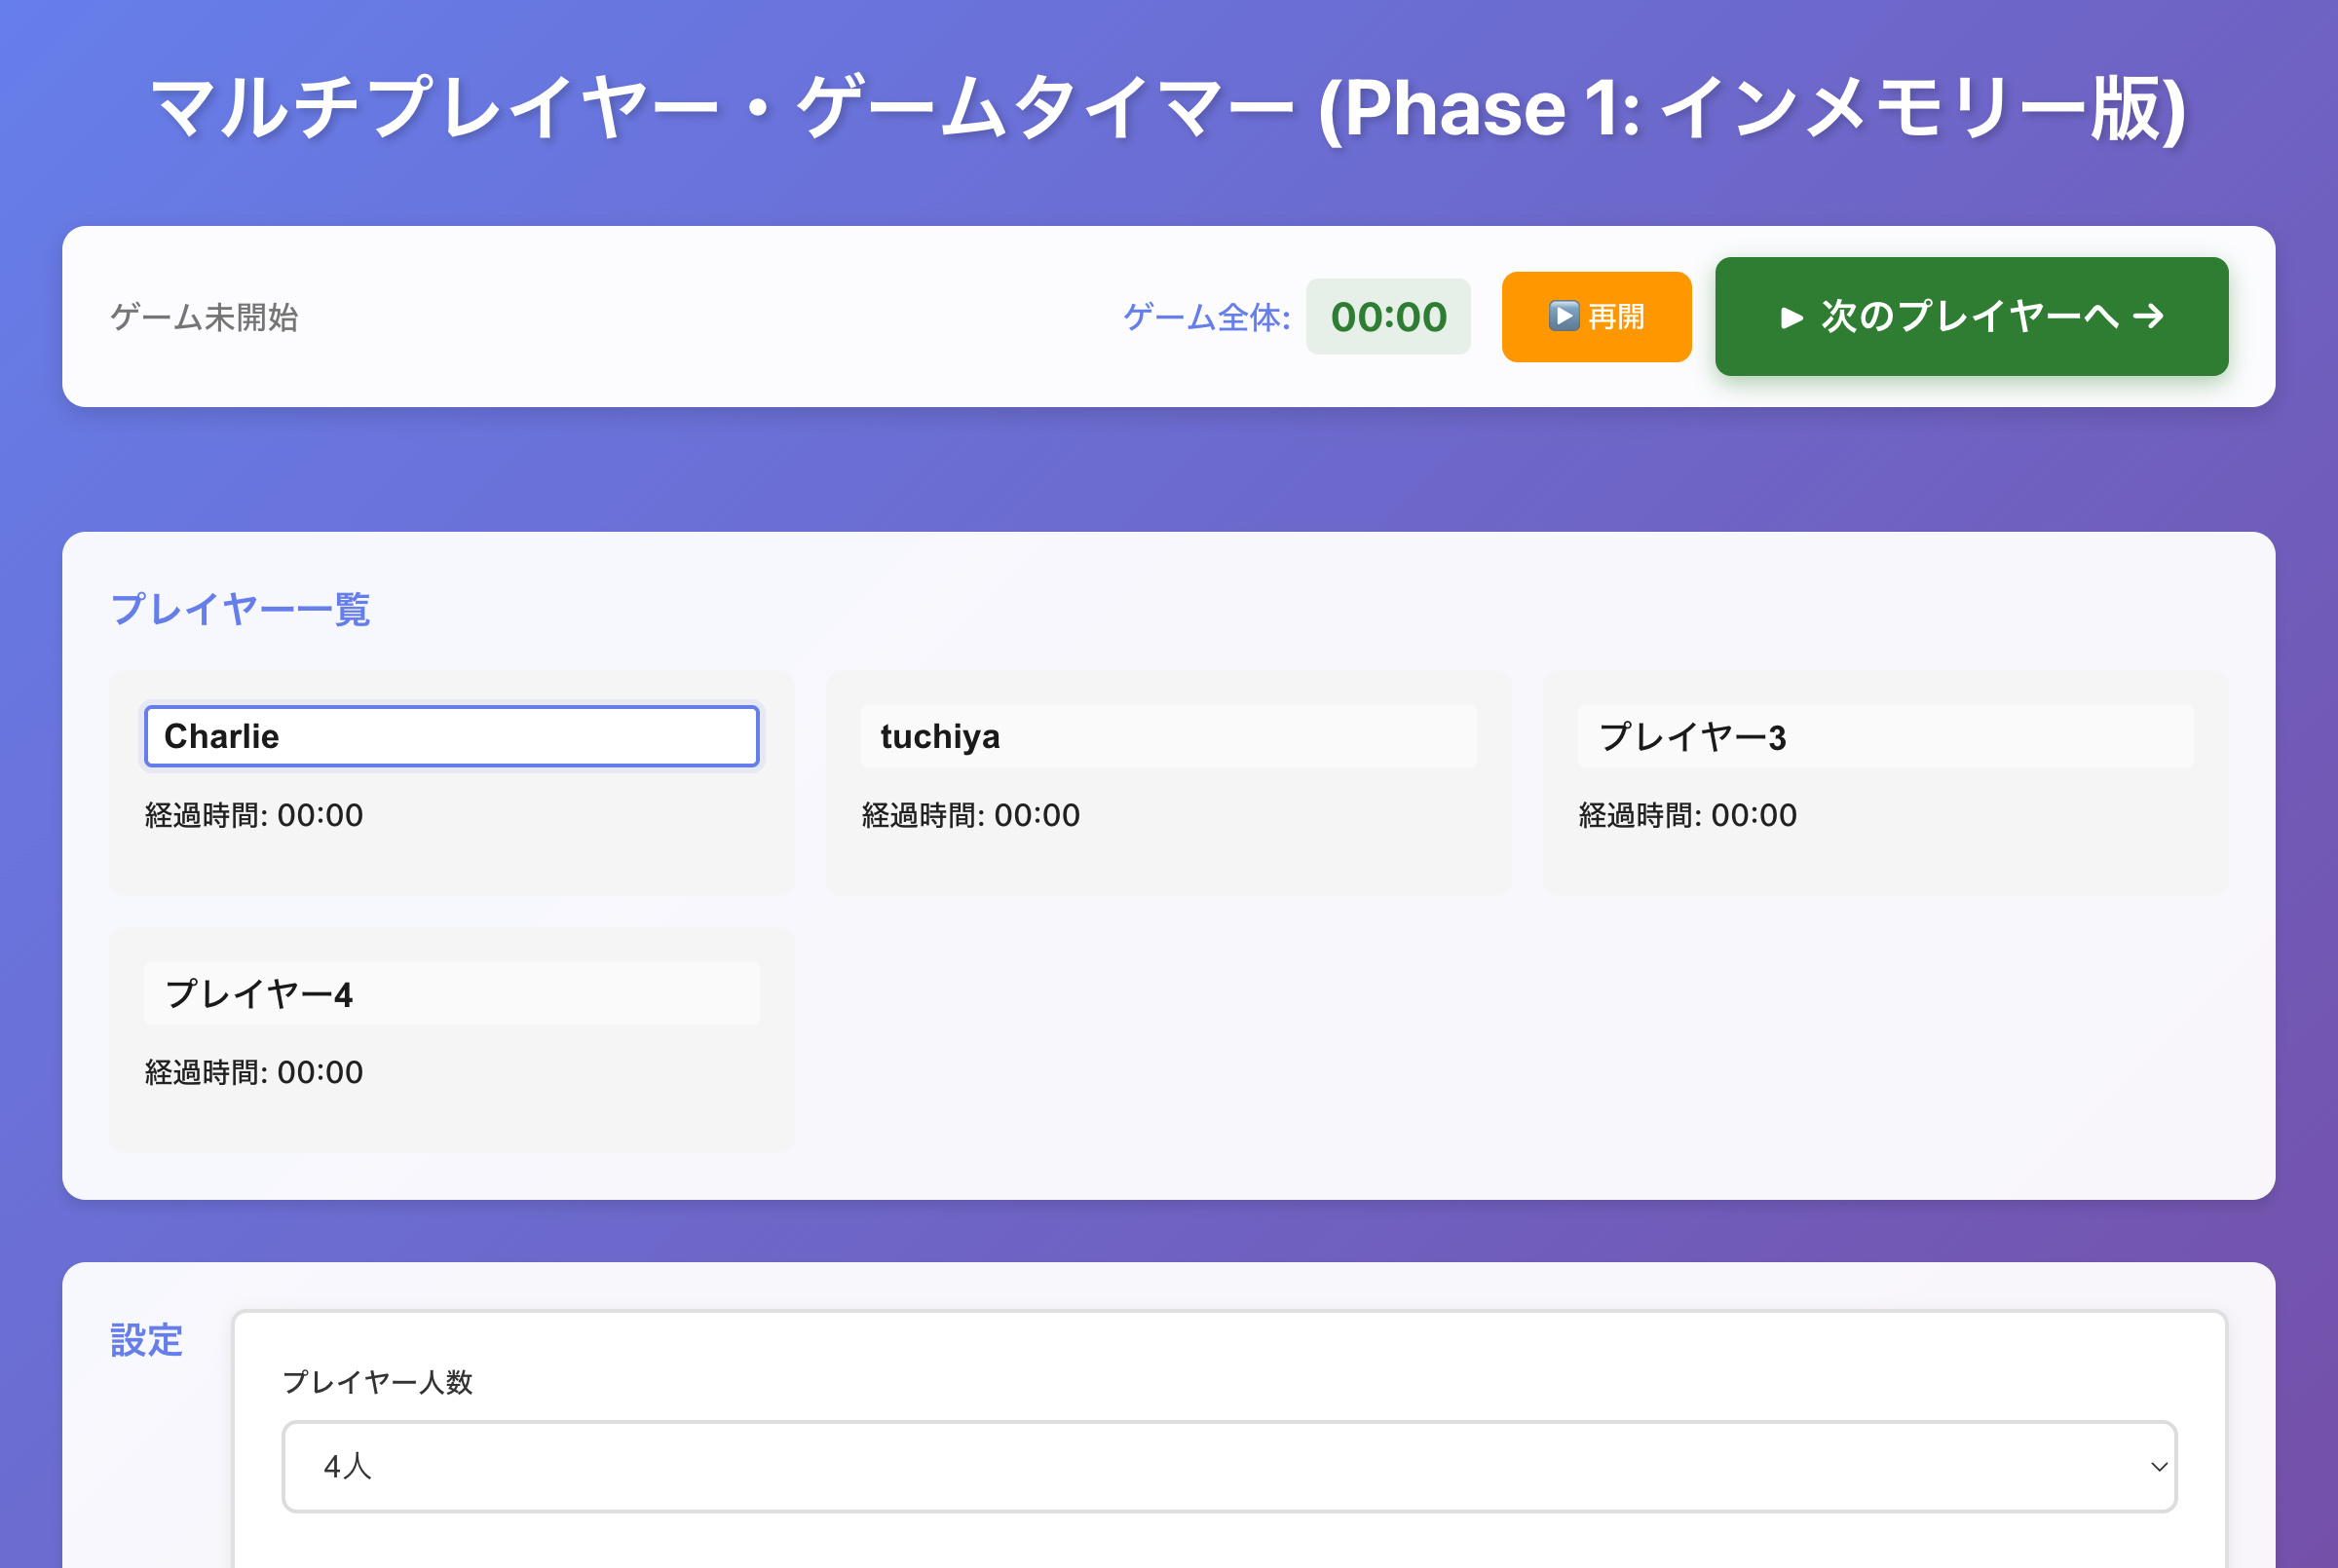 マルチプレイヤー・ゲームタイマー (Phase 1: インメモリー版)
ゲーム未開始
ゲーム全体: 00:00
▶️ 再開
▶ 次のプレイヤーへ →
プレイヤー一覧
Charlie
経過時間: 00:00
tuchiya
経過時間: 00:00
プレイヤー3
経過時間: 00:00
プレイヤー4
経過時間: 00:00
設定
プレイヤー人数
4人